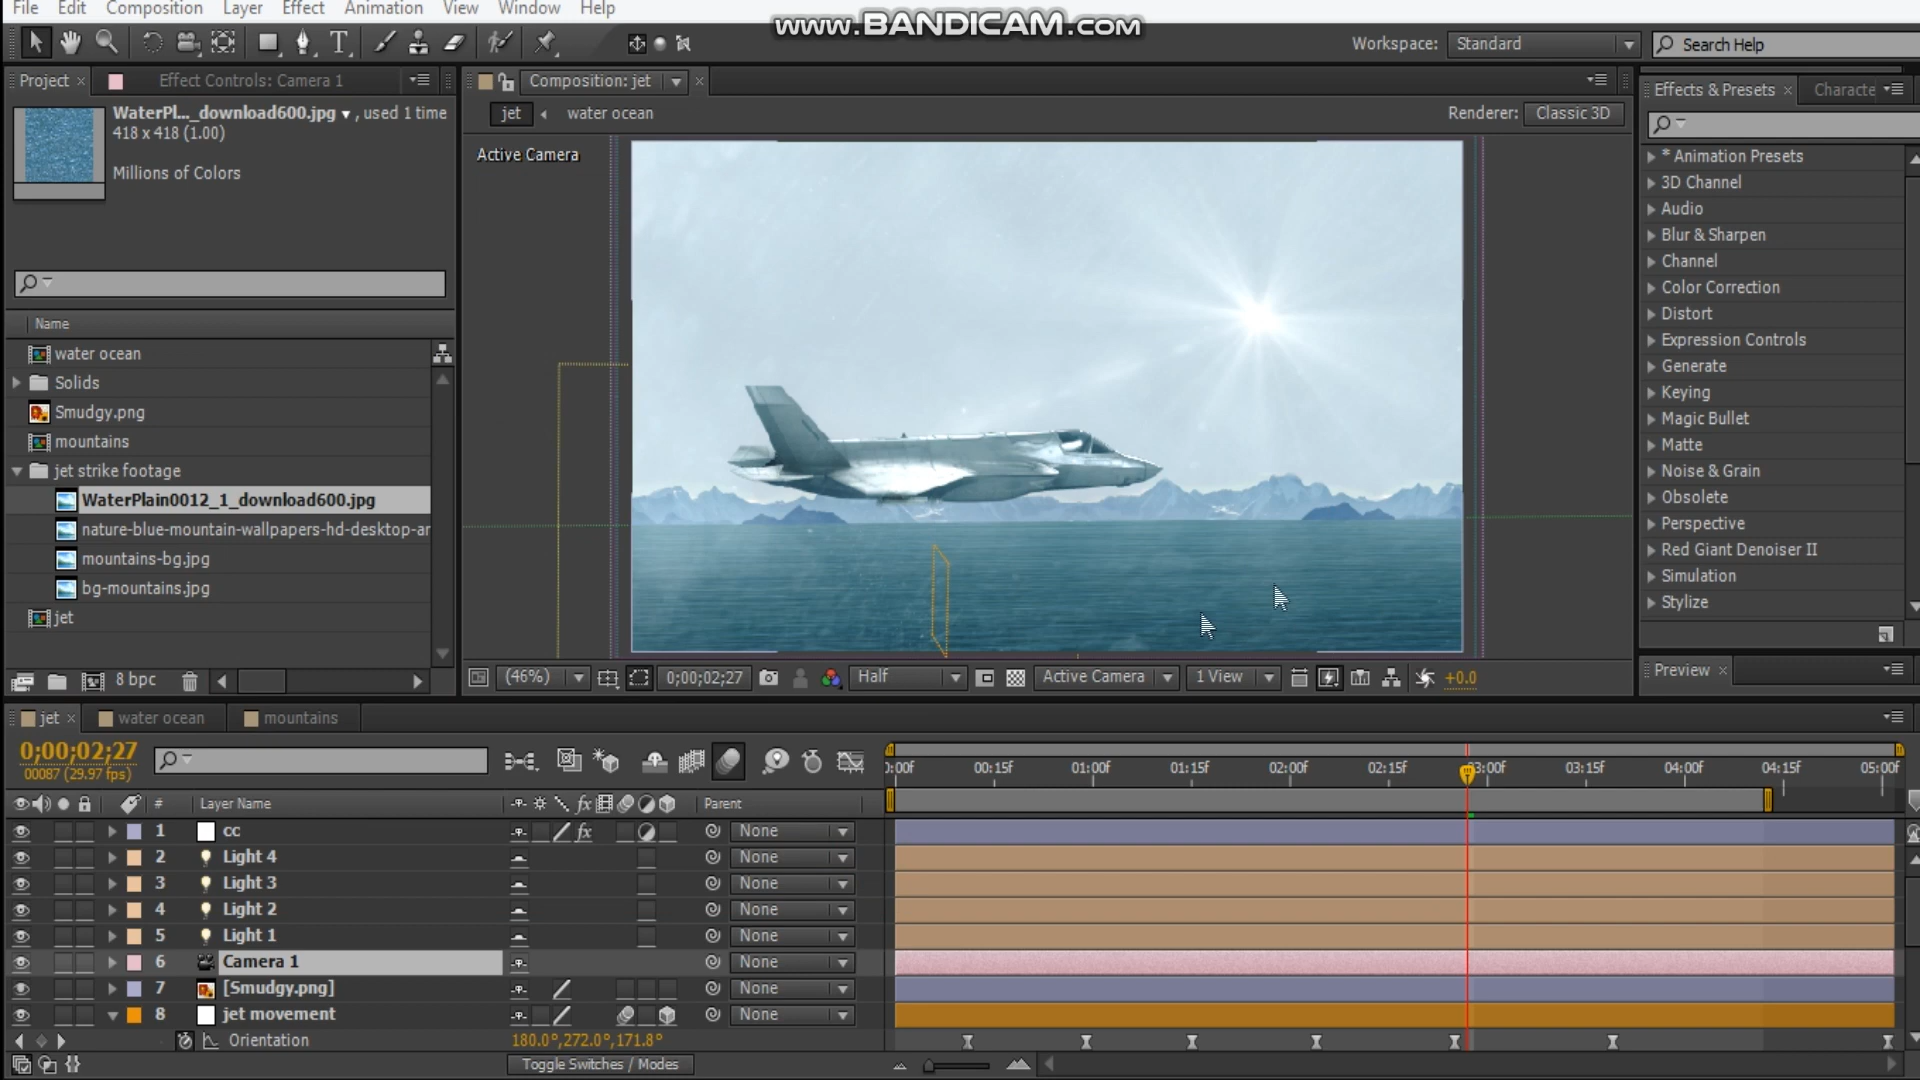 File Edit Composition Layer Effect Animation View Window Help
www.BANDICAM.com
Workspace: Standard
Search Help
Project × Effect Controls: Camera 1
Composition: jet ×
Effects & Presets × Characte
WaterPl..._download600.jpg ▼ , used 1 time
418 x 418 (1.00)
Millions of Colors
jet water ocean
Renderer: Classic 3D
Active Camera
* Animation Presets
3D Channel
Audio
Blur & Sharpen
Channel
Color Correction
Distort
Expression Controls
Generate
Keying
Magic Bullet
Matte
Noise & Grain
Obsolete
Perspective
Red Giant Denoiser II
Simulation
Stylize
Name
water ocean
Solids
Smudgy.png
mountains
jet strike footage
WaterPlain0012_1_download600.jpg
nature-blue-mountain-wallpapers-hd-desktop-ar
mountains-bg.jpg
bg-mountains.jpg
jet
8 bpc
(46%) 0;00;02;27 Half Active Camera 1 View +0.0
Preview ×
jet × water ocean mountains
0;00;02;27
00087 (29.97 fps)
0:00f 00:15f 01:00f 01:15f 02:00f 02:15f 03:00f 03:15f 04:00f 04:15f 05:00f
# Layer Name fx Parent
1 cc fx None
2 Light 4 None
3 Light 3 None
4 Light 2 None
5 Light 1 None
6 Camera 1 None
7 [Smudgy.png] None
8 jet movement None
Orientation 180.0°,272.0°,171.8°
Toggle Switches / Modes